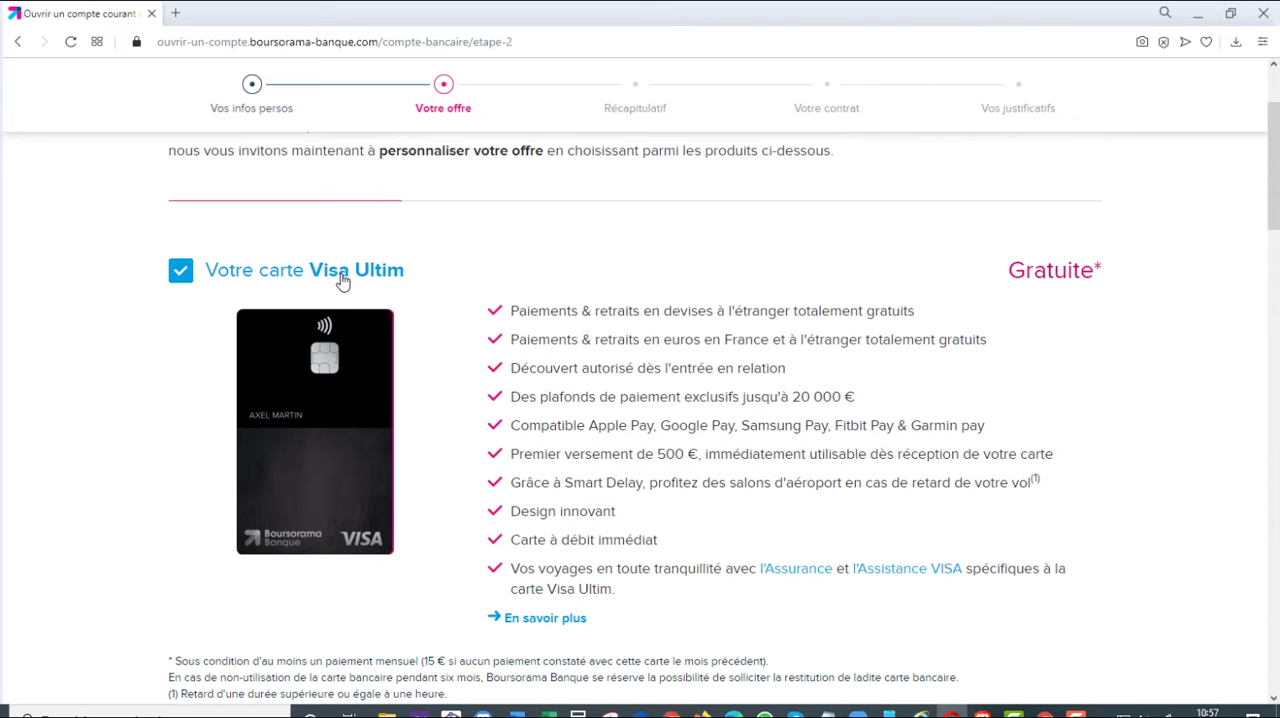 Ouvrir un compte courant
ouvrir-un-compte.boursorama-banque.com/compte-bancaire/etape-2
Vos infos persos
Votre offre
Récapitulatif
Votre contrat
Vos justificatifs
nous vous invitons maintenant à personnaliser votre offre en choisissant parmi les produits ci-dessous.
Votre carte Visa Ultim
Gratuite*
AXEL MARTIN
Boursorama
Banque
VISA
Paiements & retraits en devises à l'étranger totalement gratuits
Paiements & retraits en euros en France et à l'étranger totalement gratuits
Découvert autorisé dès l'entrée en relation
Des plafonds de paiement exclusifs jusqu'à 20 000 €
Compatible Apple Pay, Google Pay, Samsung Pay, Fitbit Pay & Garmin pay
Premier versement de 500 €, immédiatement utilisable dès réception de votre carte
Grâce à Smart Delay, profitez des salons d'aéroport en cas de retard de votre vol(1)
Design innovant
Carte à débit immédiat
Vos voyages en toute tranquillité avec l'Assurance et l'Assistance VISA spécifiques à la
carte Visa Ultim.
En savoir plus
* Sous condition d'au moins un paiement mensuel (15 € si aucun paiement constaté avec cette carte le mois précédent).
En cas de non-utilisation de la carte bancaire pendant six mois, Boursorama Banque se réserve la possibilité de solliciter la restitution de ladite carte bancaire.
(1) Retard d'une durée supérieure ou égale à une heure.
10:57